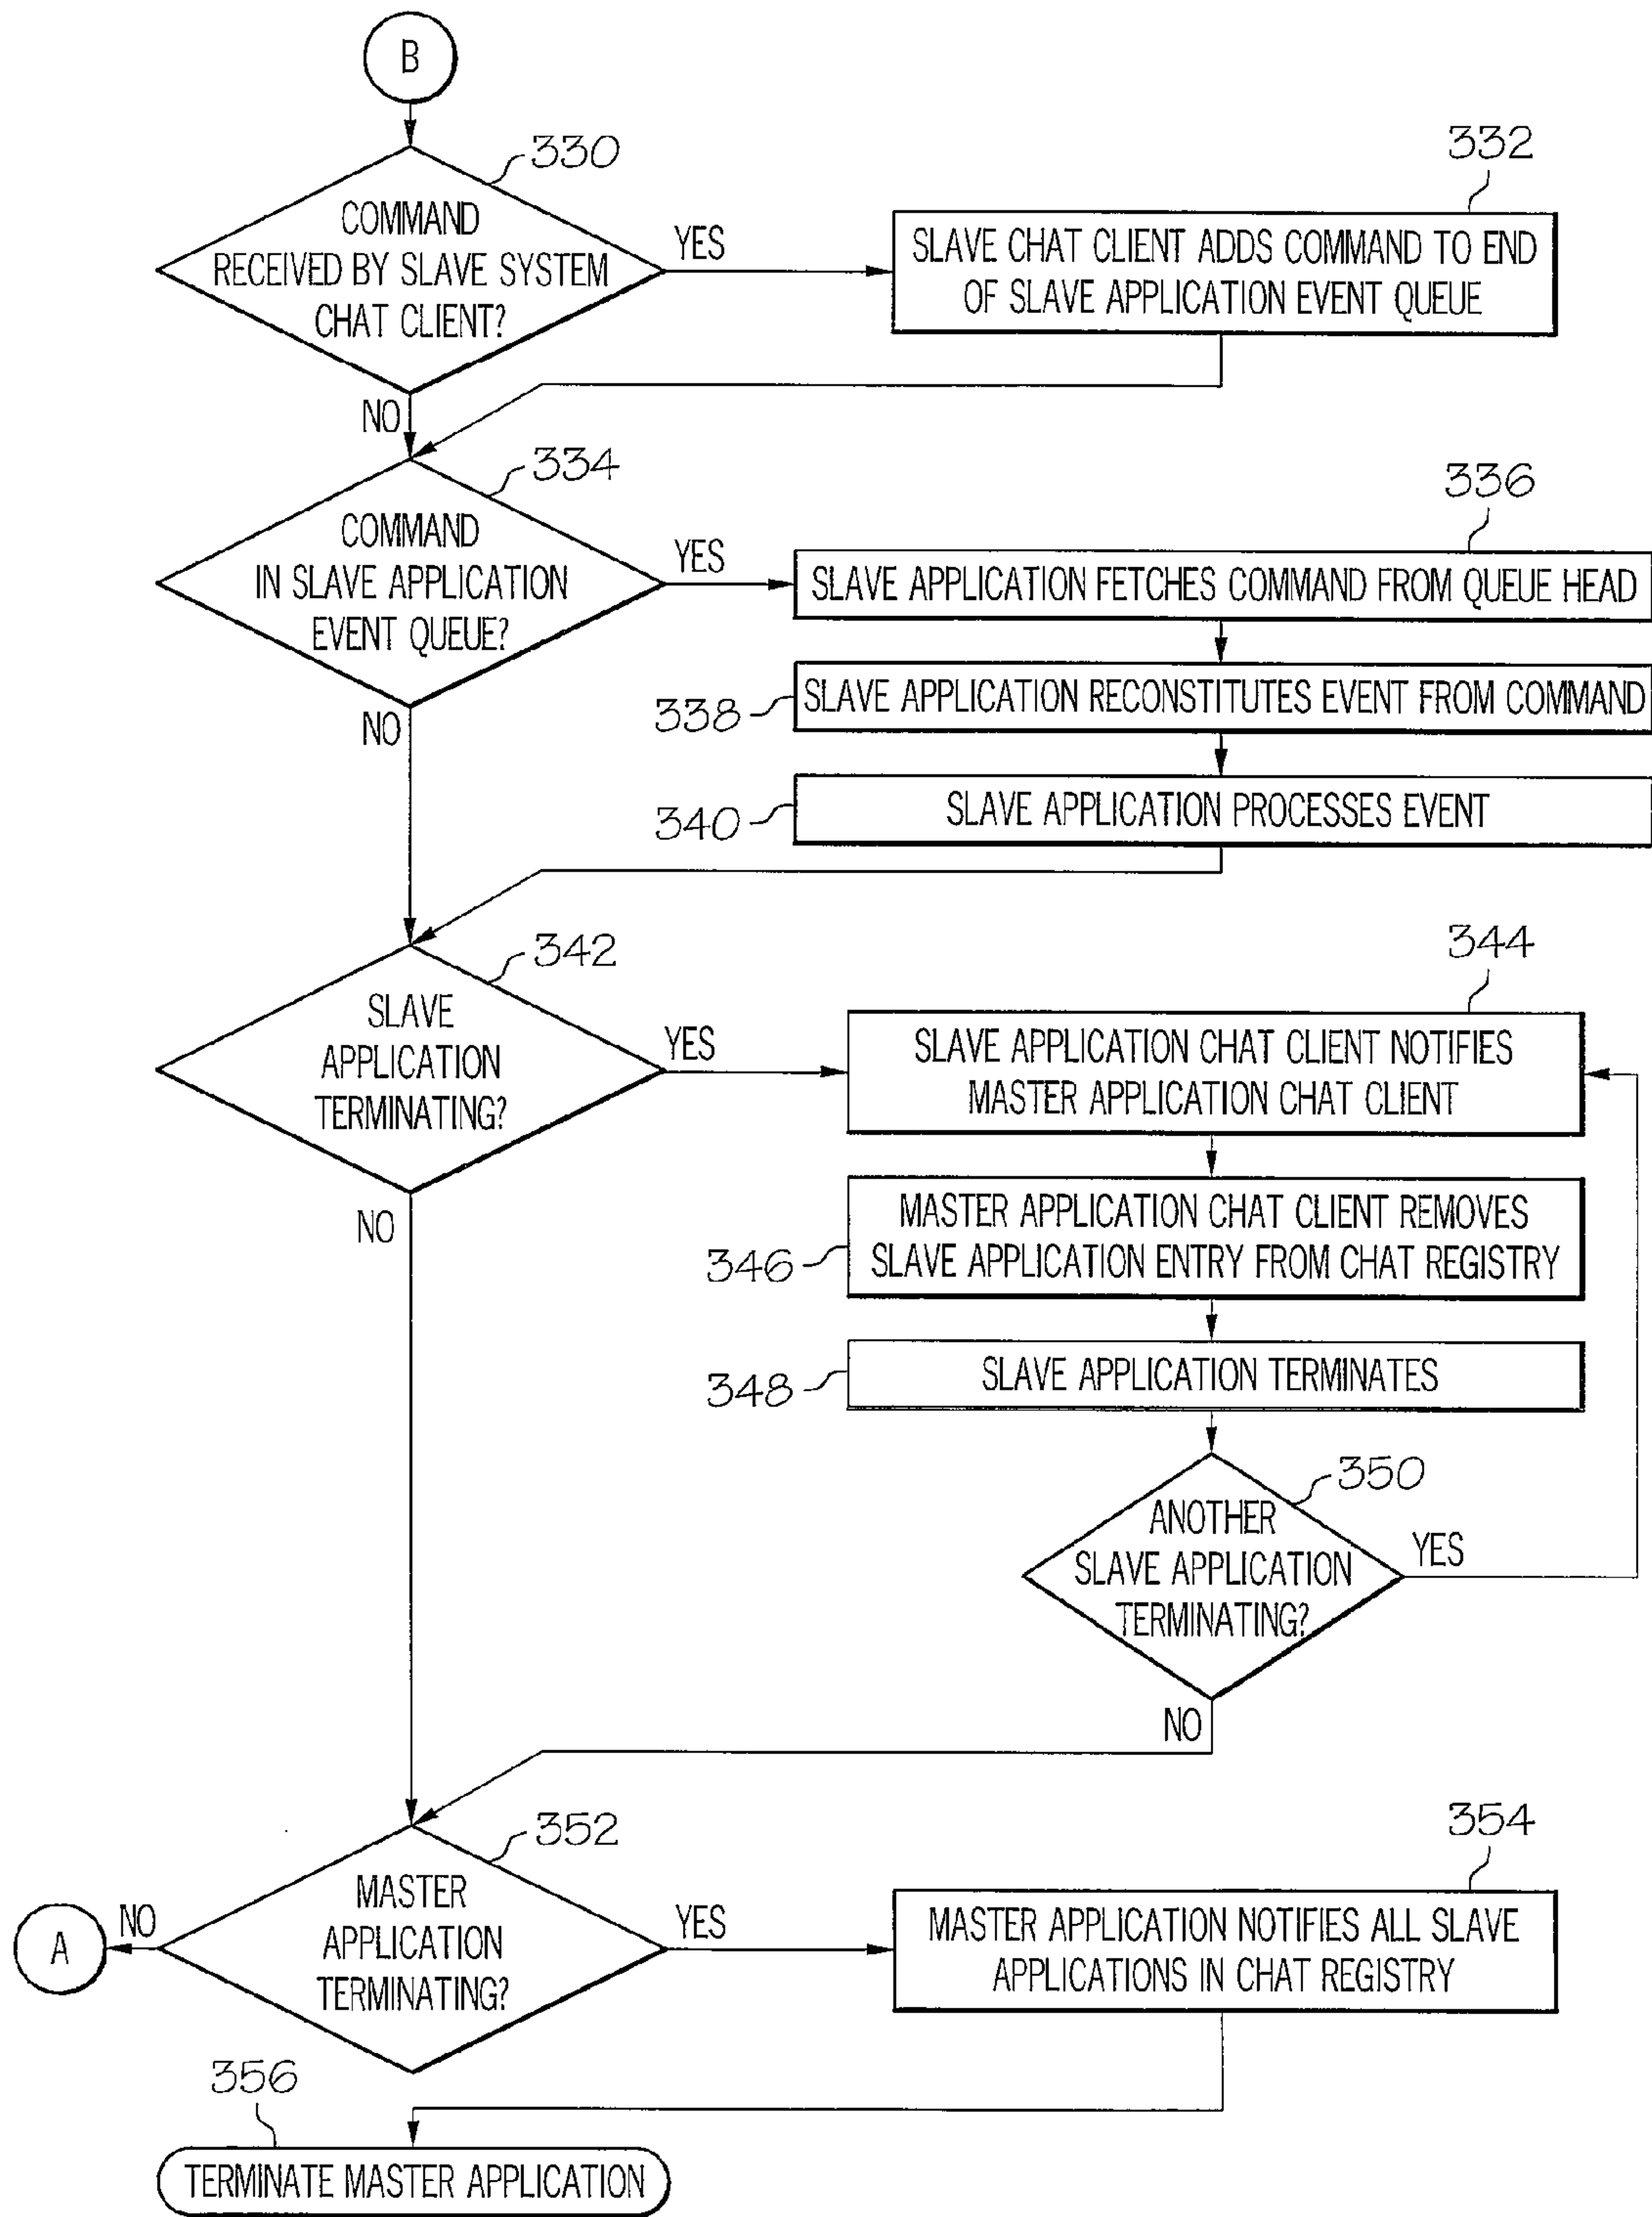 B
330
COMMAND
RECEIVED BY SLAVE SYSTEM
CHAT CLIENT?
YES
NO
332
SLAVE CHAT CLIENT ADDS COMMAND TO END
OF SLAVE APPLICATION EVENT QUEUE
334
COMMAND
IN SLAVE APPLICATION
EVENT QUEUE?
YES
NO
336
SLAVE APPLICATION FETCHES COMMAND FROM QUEUE HEAD
338
SLAVE APPLICATION RECONSTITUTES EVENT FROM COMMAND
340
SLAVE APPLICATION PROCESSES EVENT
342
SLAVE
APPLICATION
TERMINATING?
YES
NO
344
SLAVE APPLICATION CHAT CLIENT NOTIFIES
MASTER APPLICATION CHAT CLIENT
346
MASTER APPLICATION CHAT CLIENT REMOVES
SLAVE APPLICATION ENTRY FROM CHAT REGISTRY
348
SLAVE APPLICATION TERMINATES
350
ANOTHER
SLAVE APPLICATION
TERMINATING?
YES
NO
352
MASTER
APPLICATION
TERMINATING?
NO
A
YES
354
MASTER APPLICATION NOTIFIES ALL SLAVE
APPLICATIONS IN CHAT REGISTRY
356
TERMINATE MASTER APPLICATION